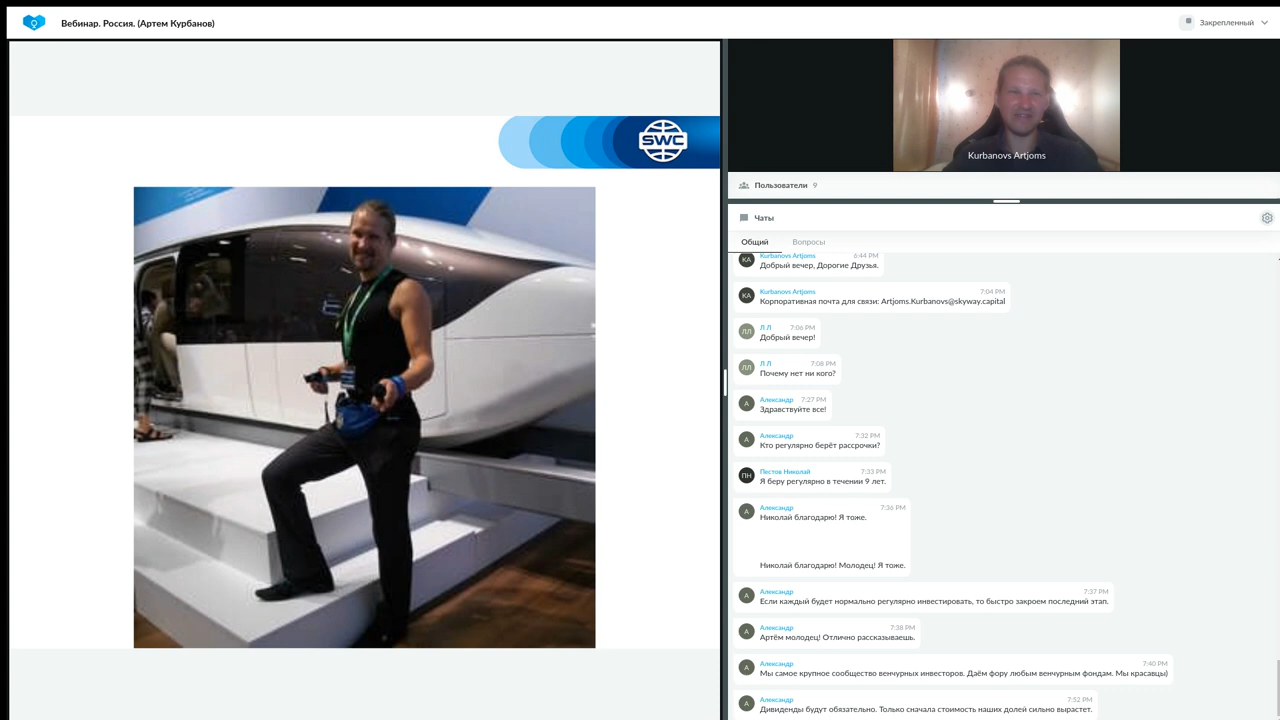 Вебинар. Россия. (Артем Курбанов)
Закрепленный
SWC
Kurbanovs Artjoms
Пользователи 9
Чаты
Общий Вопросы
KA Kurbanovs Artjoms 6:44 PM
Добрый вечер, Дорогие Друзья.
KA Kurbanovs Artjoms 7:04 PM
Корпоративная почта для связи: Artjoms.Kurbanovs@skyway.capital
ЛЛ Л Л 7:06 PM
Добрый вечер!
ЛЛ Л Л 7:08 PM
Почему нет ни кого?
А Александр 7:27 PM
Здравствуйте все!
А Александр 7:32 PM
Кто регулярно берёт рассрочки?
ПН Пестов Николай 7:33 PM
Я беру регулярно в течении 9 лет.
А Александр 7:36 PM
Николай благодарю! Я тоже.
Николай благодарю! Молодец! Я тоже.
А Александр 7:37 PM
Если каждый будет нормально регулярно инвестировать, то быстро закроем последний этап.
А Александр 7:38 PM
Артём молодец! Отлично рассказываешь.
А Александр 7:40 PM
Мы самое крупное сообщество венчурных инвесторов. Даём фору любым венчурным фондам. Мы красавцы)
А Александр 7:52 PM
Дивиденды будут обязательно. Только сначала стоимость наших долей сильно вырастет.